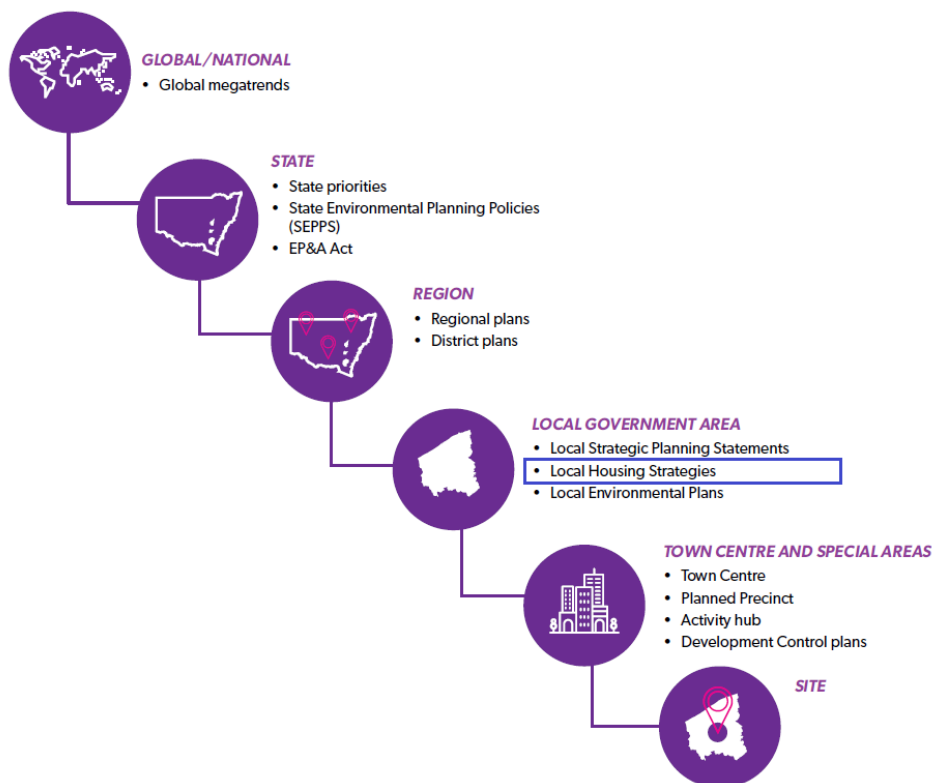 GLOBAL/NATIONAL
• Global megatrends
STATE
• State priorities
• State Environmental Planning Policies
(SEPPS)
• EP&A Act
REGION
• Regional plans
• District plans
LOCAL GOVERNMENT AREA
• Local Strategic Planning Statements
• Local Housing Strategies
• Local Environmental Plans
TOWN CENTRE AND SPECIAL AREAS
• Town Centre
• Planned Precinct
• Activity hub
• Development Control plans
SITE